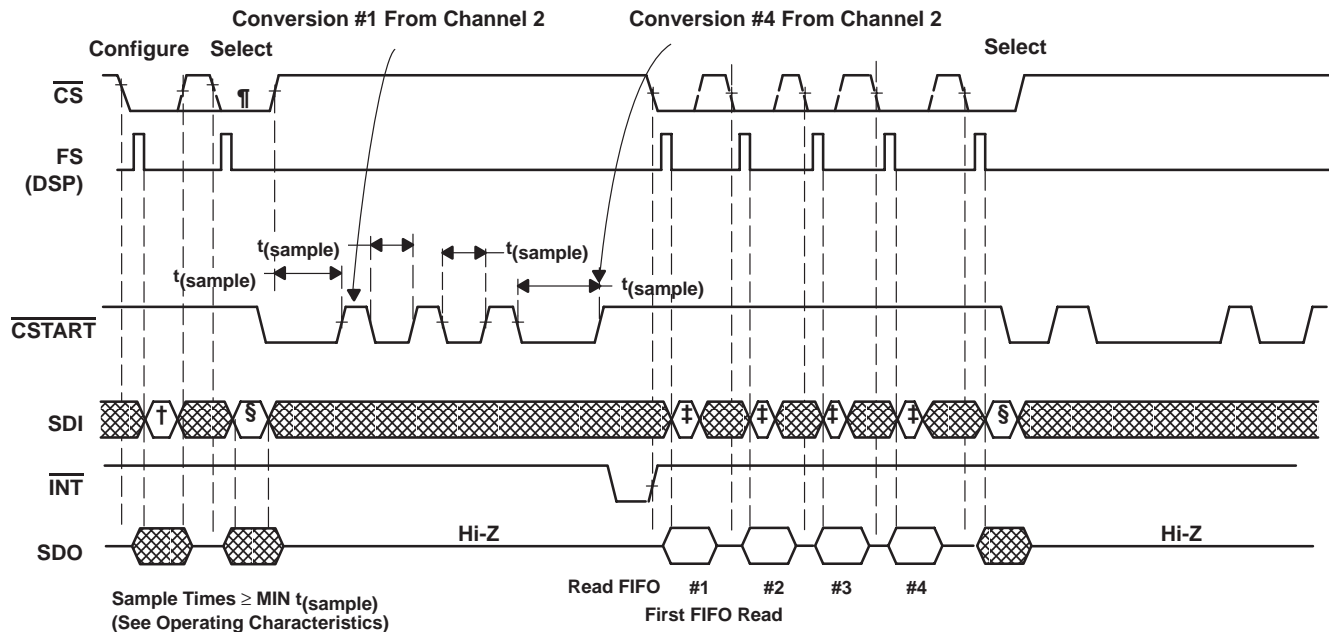 Conversion #1 From Channel 2
Conversion #4 From Channel 2
Configure
Select
Select
CS
¶
FS
(DSP)
t(sample)
t(sample)
t(sample)
t(sample)
CSTART
SDI
†
§
‡
‡
‡
‡
§
INT
SDO
Hi-Z
Hi-Z
Read FIFO
#1
#2
#3
#4
First FIFO Read
Sample Times ≥ MIN t(sample)
(See Operating Characteristics)